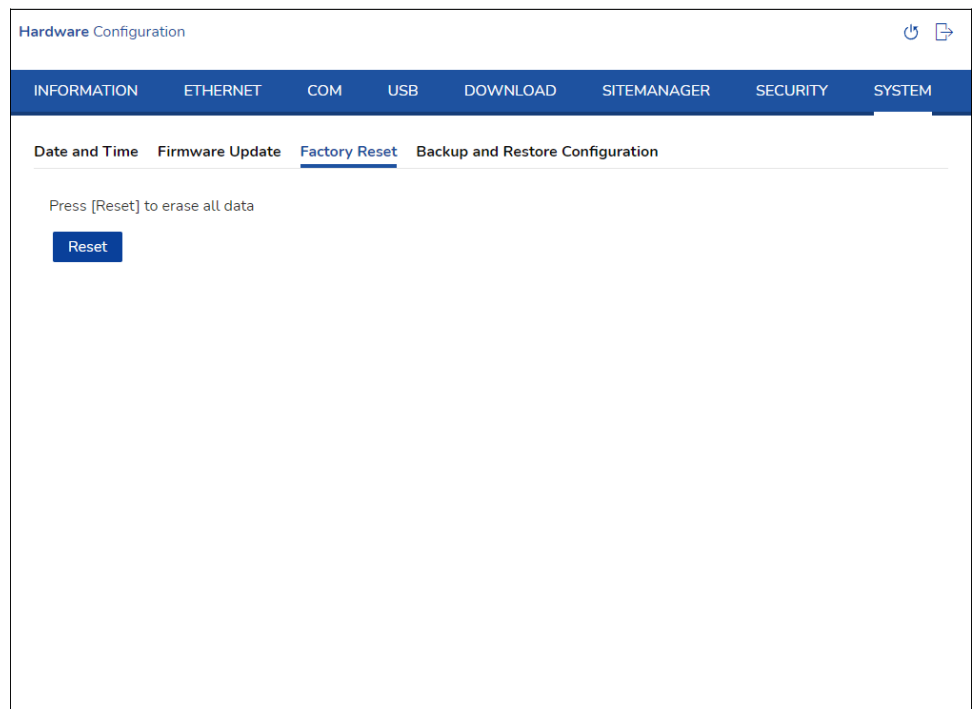 Hardware Configuration
INFORMATION ETHERNET COM USB DOWNLOAD SITEMANAGER SECURITY SYSTEM
Date and Time Firmware Update Factory Reset Backup and Restore Configuration
Press [Reset] to erase all data
Reset